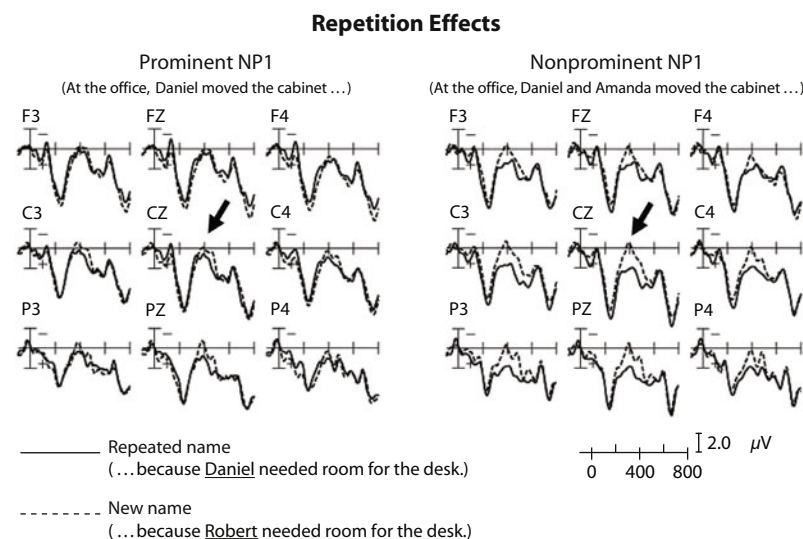 Repetition Effects
Prominent NP1
(At the office, Daniel moved the cabinet ...)
Nonprominent NP1
(At the office, Daniel and Amanda moved the cabinet ...)
F3 FZ F4
C3 CZ C4
P3 PZ P4
F3 FZ F4
C3 CZ C4
P3 PZ P4
Repeated name
( ...because Daniel needed room for the desk.)
New name
( ...because Robert needed room for the desk.)
2.0 µV
0 400 800